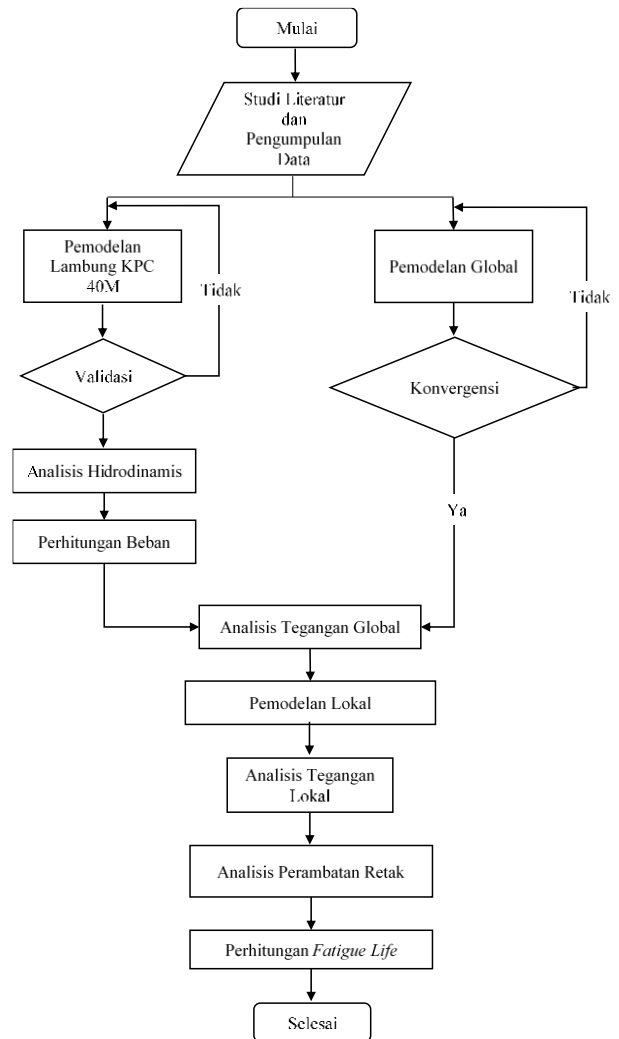 Mulai
Studi Literatur
dan
Pengumpulan
Data
Pemodelan
Lambung KPC
40M
Tidak
Validasi
Analisis Hidrodinamis
Perhitungan Beban
Pemodelan Global
Tidak
Konvergensi
Ya
Analisis Tegangan Global
Pemodelan Lokal
Analisis Tegangan
Lokal
Analisis Perambatan Retak
Perhitungan Fatigue Life
Selesai